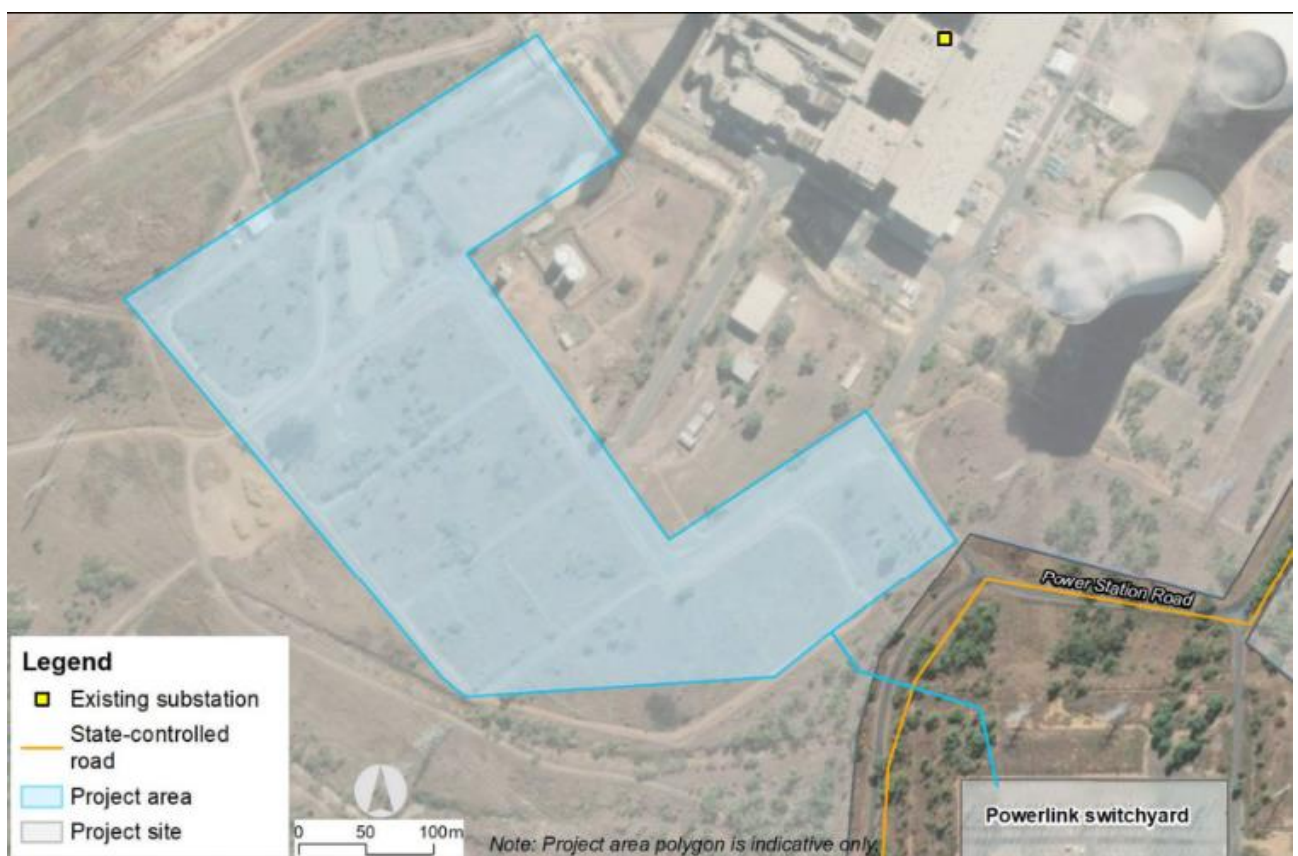 Power Station Road
Legend
Existing substation
State-controlled
road
Project area
Project site
0 50 100m
Note: Project area polygon is indicative only.
Powerlink switchyard